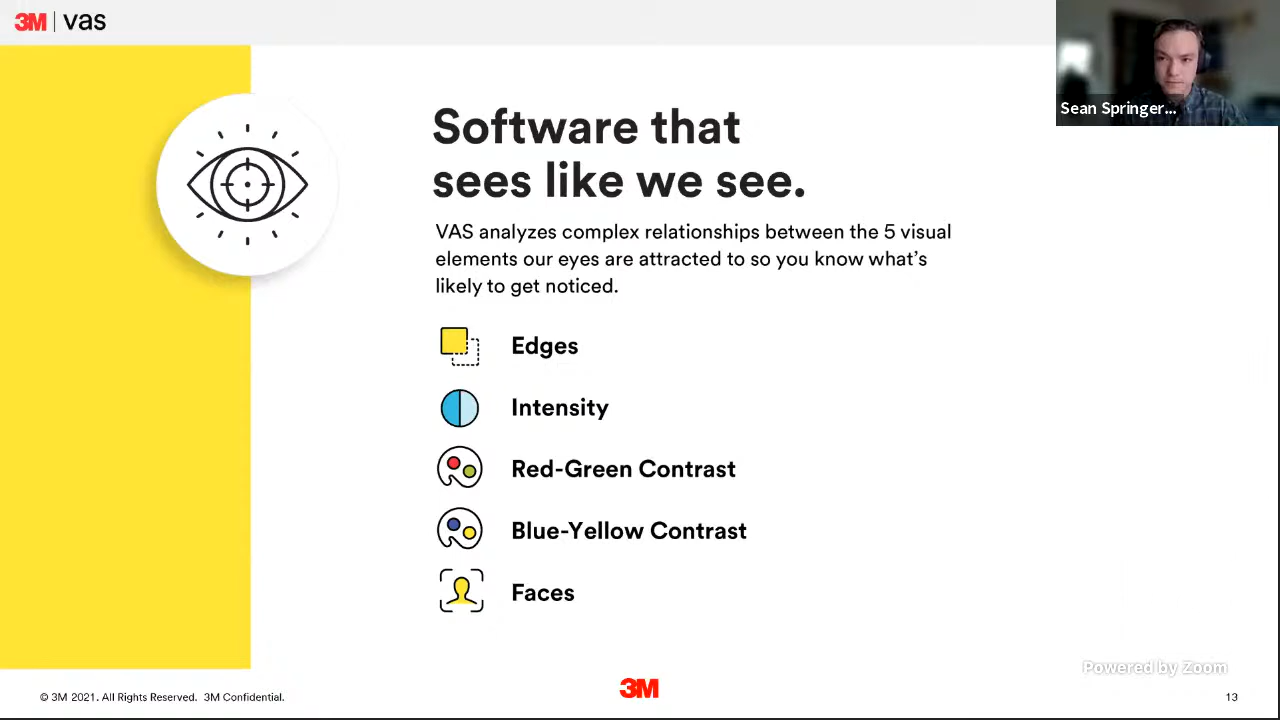 3M | vas
Sean Springer...
Software that
sees like we see.
VAS analyzes complex relationships between the 5 visual
elements our eyes are attracted to so you know what's
likely to get noticed.
Edges
Intensity
Red-Green Contrast
Blue-Yellow Contrast
Faces
Powered by Zoom
© 3M 2021. All Rights Reserved. 3M Confidential.
3M
13